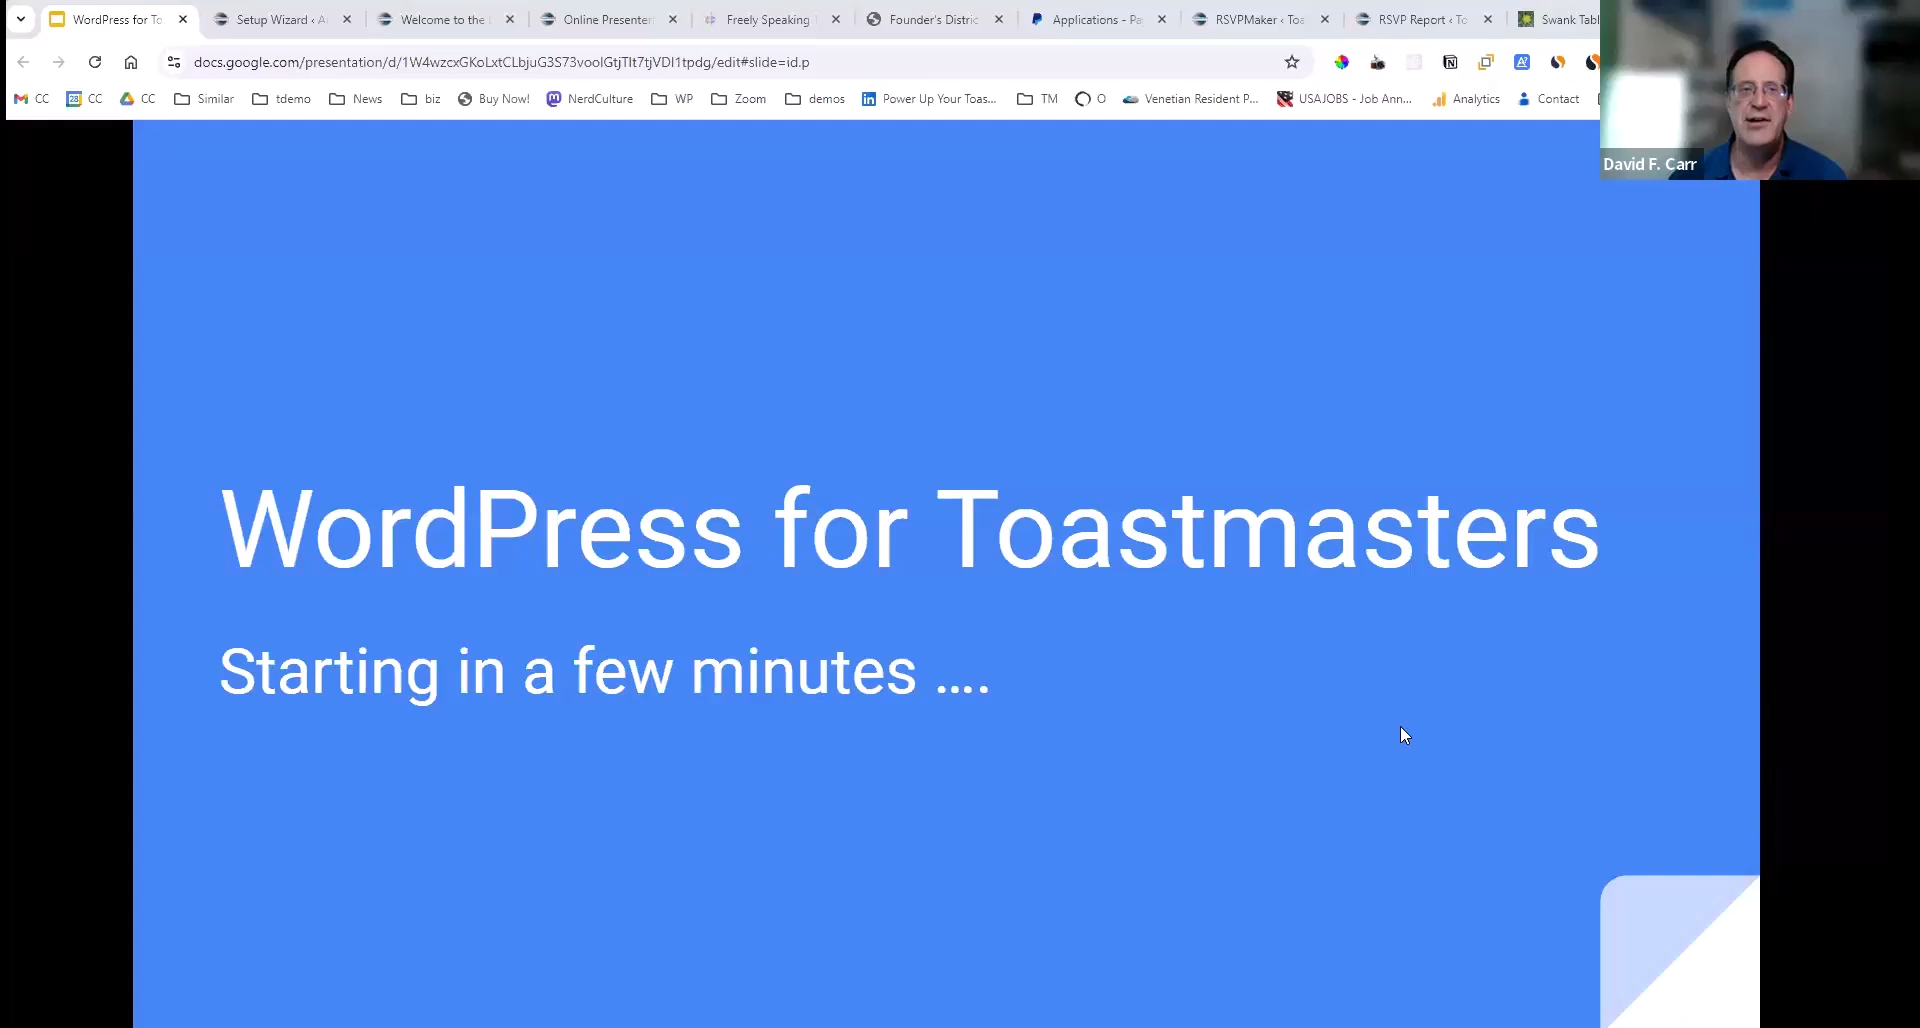 WordPress for To
Setup Wizard ‹ A
Welcome to the
Online Presenter
Freely Speaking
Founder's Distric
Applications - Pa
RSVPMaker ‹ Toa
RSVP Report ‹ To
Swank Tabl
docs.google.com/presentation/d/1W4wzcxGKoLxtCLbjuG3S73voolGtjTlt7tjVDI1tpdg/edit#slide=id.p
CC
CC
CC
Similar
tdemo
News
biz
Buy Now!
NerdCulture
WP
Zoom
demos
Power Up Your Toas...
TM
O
Venetian Resident P...
USAJOBS - Job Ann...
Analytics
Contact
David F. Carr
WordPress for Toastmasters
Starting in a few minutes ....